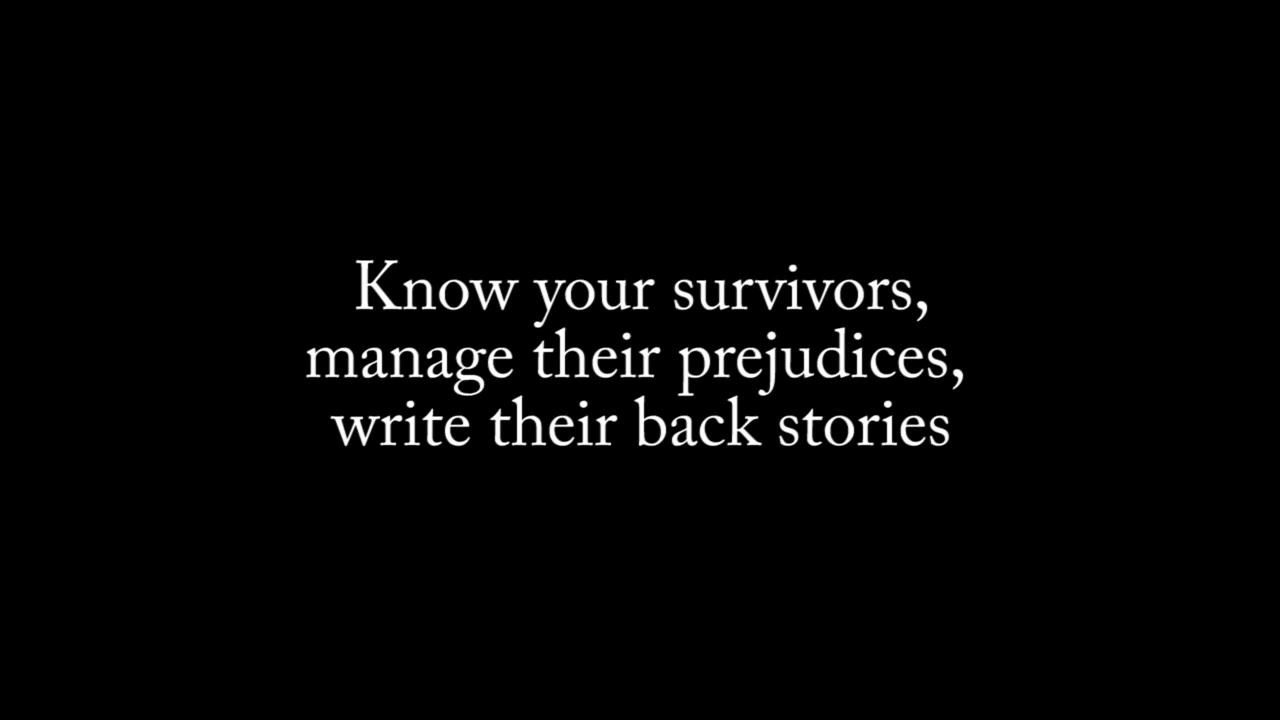 Know your survivors,
manage their prejudices,
write their back stories